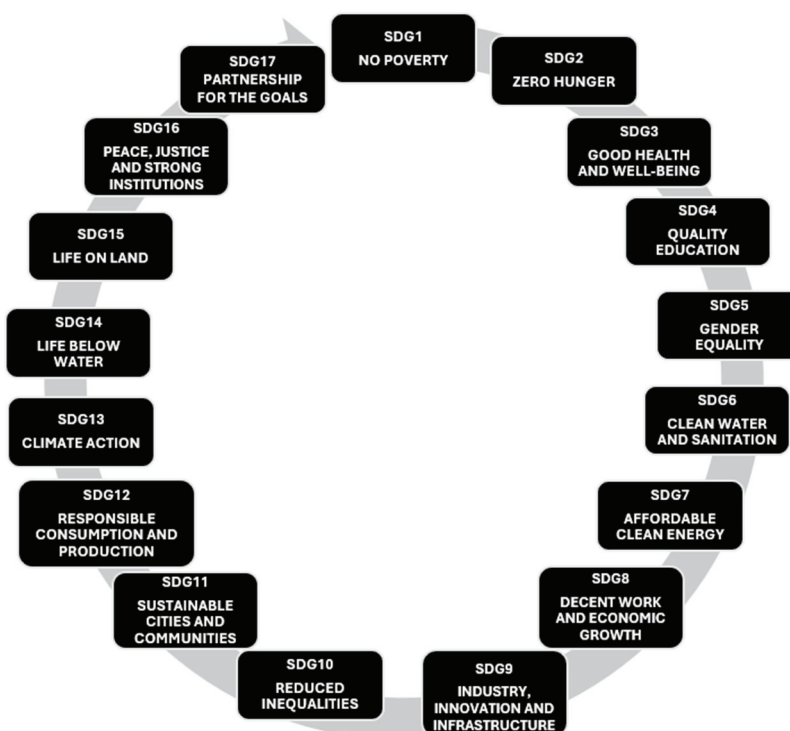 SDG1
NO POVERTY
SDG2
ZERO HUNGER
SDG3
GOOD HEALTH
AND WELL-BEING
SDG4
QUALITY
EDUCATION
SDG5
GENDER
EQUALITY
SDG6
CLEAN WATER
AND SANITATION
SDG7
AFFORDABLE
CLEAN ENERGY
SDG8
DECENT WORK
AND ECONOMIC
GROWTH
SDG9
INDUSTRY,
INNOVATION AND
INFRASTRUCTURE
SDG10
REDUCED
INEQUALITIES
SDG11
SUSTAINABLE
CITIES AND
COMMUNITIES
SDG12
RESPONSIBLE
CONSUMPTION AND
PRODUCTION
SDG13
CLIMATE ACTION
SDG14
LIFE BELOW
WATER
SDG15
LIFE ON LAND
SDG16
PEACE, JUSTICE
AND STRONG
INSTITUTIONS
SDG17
PARTNERSHIP
FOR THE GOALS